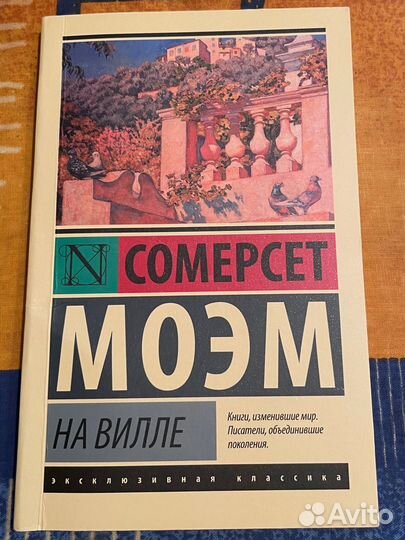 N СОМЕРСЕТ
МОЭМ
НА ВИЛЛЕ
Книги, изменившие мир.
Писатели, объединившие
поколения.
эксклюзивная классика
Avito